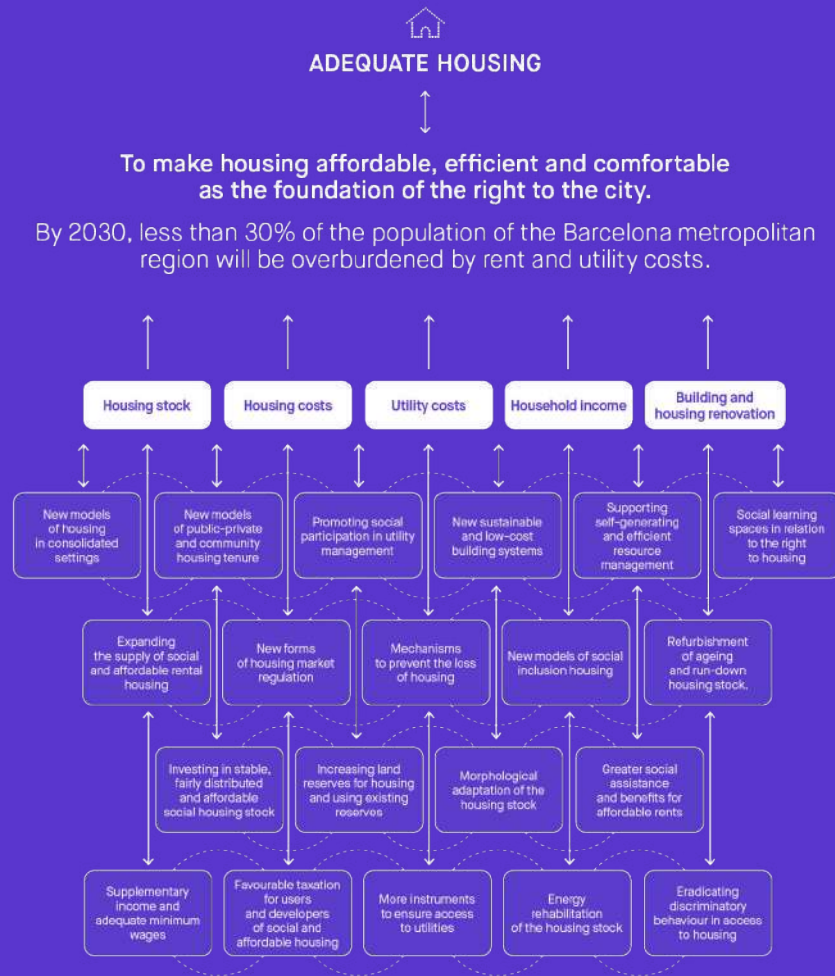 ADEQUATE HOUSING
To make housing affordable, efficient and comfortable
as the foundation of the right to the city.
By 2030, less than 30% of the population of the Barcelona metropolitan
region will be overburdened by rent and utility costs.
Housing stock
Housing costs
Utility costs
Household income
Building and
housing renovation
New models
of housing
in consolidated
settings
New models
of public-private
and community
housing tenure
Promoting social
participation in utility
management
New sustainable
and low-cost
building systems
Supporting
self-generating
and efficient
resource
management
Social learning
spaces in relation
to the right
to housing
Expanding
the supply of social
and affordable rental
housing
New forms
of housing market
regulation
Mechanisms
to prevent the loss
of housing
New models of social
inclusion housing
Refurbishment
of ageing
and run-down
housing stock.
Investing in stable,
fairly distributed
and affordable
social housing stock
Increasing land
reserves for housing
and using existing
reserves
Morphological
adaptation of the
housing stock
Greater social
assistance
and benefits for
affordable rents
Supplementary
income and
adequate minimum
wages
Favourable taxation
for users
and developers
of social and
affordable housing
More instruments
to ensure access
to utilities
Energy
rehabilitation
of the housing stock
Eradicating
discriminatory
behaviour in access
to housing